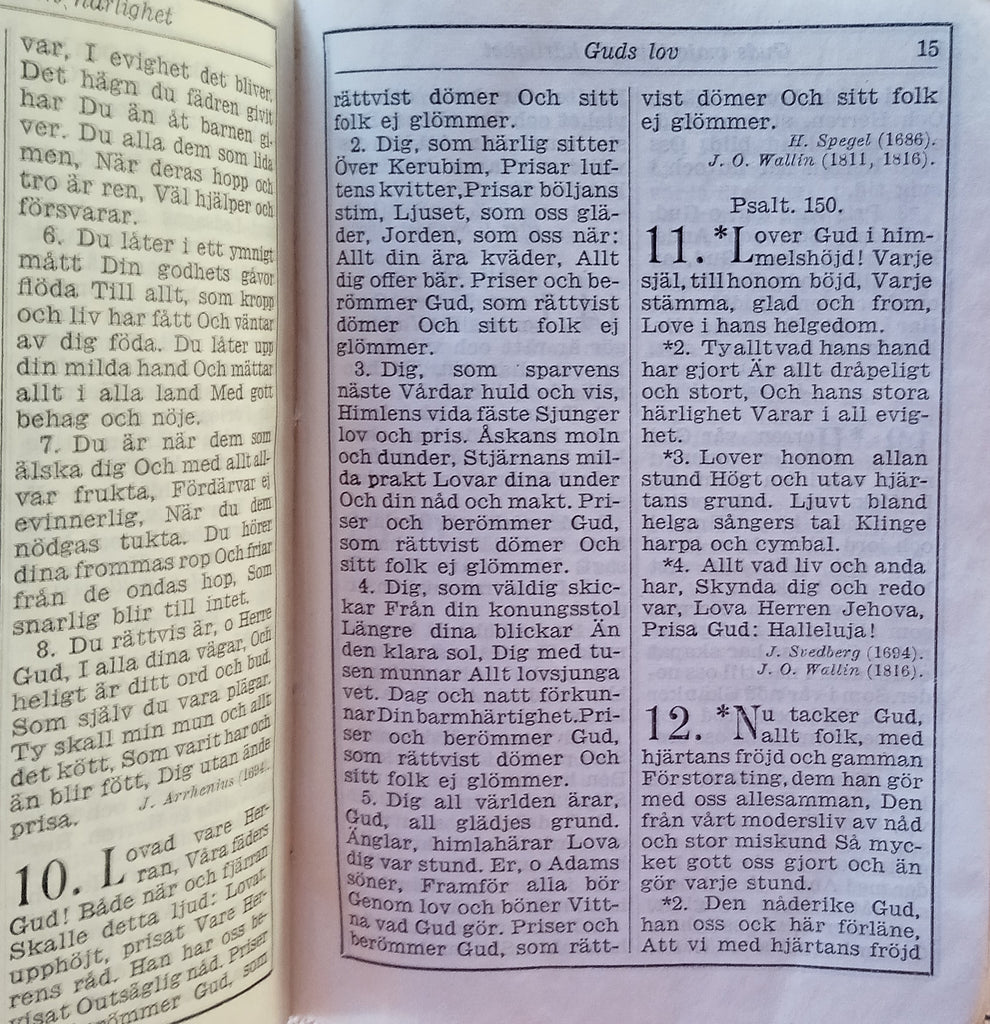 härlighet
var, I evighet det bliver.
Det hägn du fädren givit
har Du än åt barnen gi-
ver. Du alla dem som lida
men, När deras hopp och
tro är ren, Väl hjälper och
försvarar.
6. Du låter i ett ymnigt
mått Din godhets gåvor
flöda Till allt, som kropp
och liv har fått Och väntar
av dig föda. Du låter upp
din milda hand Och mättar
allt i alla land Med gott
behag och nöje.
7. Du är när dem som
älska dig Och med allt all-
var frukta, Fördärvar ej
evinnerlig, När du dem
nödgas tukta. Du hörer
dina frommas rop Och friar
från de ondas hop, Som
snarlig blir till intet.
8. Du rättvis är, o Herre
Gud, I alla dina vägar, Och
heligt är ditt ord och bud,
Som själv du vara plägar.
Ty skall min mun och allt
det kött, Som varit har och
än blir fött, Dig utan ände
prisa.
J. Arrhenius (1694).
10. Lovad vare Her-
ran, Våra fäders
Gud! Både när och fjärran
Skalle detta ljud: Lovat,
upphöjt, prisat Vare Her-
rens råd. Han har oss be-
visat Outsäglig nåd. Priser
berömmer Gud, som
Guds lov 15
rättvist dömer Och sitt
folk ej glömmer.
2. Dig, som härlig sitter
Över Kerubim, Prisar luf-
tens kvitter, Prisar böljans
stim, Ljuset, som oss glä-
der, Jorden, som oss när:
Allt din ära kväder, Allt
dig offer bär. Priser och be-
römmer Gud, som rättvist
dömer Och sitt folk ej
glömmer.
3. Dig, som sparvens
näste Vårdar huld och vis,
Himlens vida fäste Sjunger
lov och pris. Åskans moln
och dunder, Stjärnans mil-
da prakt Lovar dina under
Och din nåd och makt. Pri-
ser och berömmer Gud,
som rättvist dömer Och
sitt folk ej glömmer.
4. Dig, som väldig skic-
kar Från din konungsstol
Längre dina blickar Än
den klara sol, Dig med tu-
sen munnar Allt lovsjunga
vet. Dag och natt förkun-
nar Din barmhärtighet. Pri-
ser och berömmer Gud,
som rättvist dömer Och
sitt folk ej glömmer.
5. Dig all världen ärar,
Gud, all glädjes grund.
Änglar, himlahärar Lova
dig var stund. Er, o Adams
söner, Framför alla bör
Genom lov och böner Vitt-
na vad Gud gör. Priser och
berömmer Gud, som rätt-
vist dömer Och sitt folk
ej glömmer.
H. Spegel (1686).
J. O. Wallin (1811, 1816).
Psalt. 150.
11. *Lover Gud i him-
melshöjd! Varje
själ, till honom böjd, Varje
stämma, glad och from,
Love i hans helgedom.
*2. Ty allt vad hans hand
har gjort Är allt dråpeligt
och stort, Och hans stora
härlighet Varar i all evig-
het.
*3. Lover honom allan
stund Högt och utav hjär-
tans grund. Ljuvt bland
helga sångers tal Klinge
harpa och cymbal.
*4. Allt vad liv och anda
har, Skynda dig och redo
var, Lova Herren Jehova,
Prisa Gud: Halleluja!
J. Svedberg (1694).
J. O. Wallin (1816).
12. *Nu tacker Gud,
allt folk, med
hjärtans fröjd och gamman
För stora ting, dem han gör
med oss allesamman, Den
från vårt modersliv av nåd
och stor miskund Så myc-
ket gott oss gjort och än
gör varje stund.
*2. Den nåderike Gud,
han oss ock här förläne,
Att vi med hjärtans fröjd